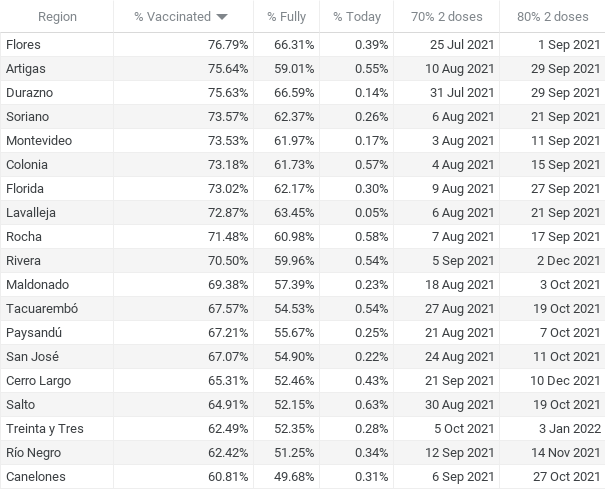 Region % Vaccinated % Fully % Today 70% 2 doses 80% 2 doses
Flores 76.79% 66.31% 0.39% 25 Jul 2021 1 Sep 2021
Artigas 75.64% 59.01% 0.55% 10 Aug 2021 29 Sep 2021
Durazno 75.63% 66.59% 0.14% 31 Jul 2021 29 Sep 2021
Soriano 73.57% 62.37% 0.26% 6 Aug 2021 21 Sep 2021
Montevideo 73.53% 61.97% 0.17% 3 Aug 2021 11 Sep 2021
Colonia 73.18% 61.73% 0.57% 4 Aug 2021 15 Sep 2021
Florida 73.02% 62.17% 0.30% 9 Aug 2021 27 Sep 2021
Lavalleja 72.87% 63.45% 0.05% 6 Aug 2021 21 Sep 2021
Rocha 71.48% 60.98% 0.58% 7 Aug 2021 17 Sep 2021
Rivera 70.50% 59.96% 0.54% 5 Sep 2021 2 Dec 2021
Maldonado 69.38% 57.39% 0.23% 18 Aug 2021 3 Oct 2021
Tacuarembó 67.57% 54.53% 0.54% 27 Aug 2021 19 Oct 2021
Paysandú 67.21% 55.67% 0.25% 21 Aug 2021 7 Oct 2021
San José 67.07% 54.90% 0.22% 24 Aug 2021 11 Oct 2021
Cerro Largo 65.31% 52.46% 0.43% 21 Sep 2021 10 Dec 2021
Salto 64.91% 52.15% 0.63% 30 Aug 2021 19 Oct 2021
Treinta y Tres 62.49% 52.35% 0.28% 5 Oct 2021 3 Jan 2022
Río Negro 62.42% 51.25% 0.34% 12 Sep 2021 14 Nov 2021
Canelones 60.81% 49.68% 0.31% 6 Sep 2021 27 Oct 2021